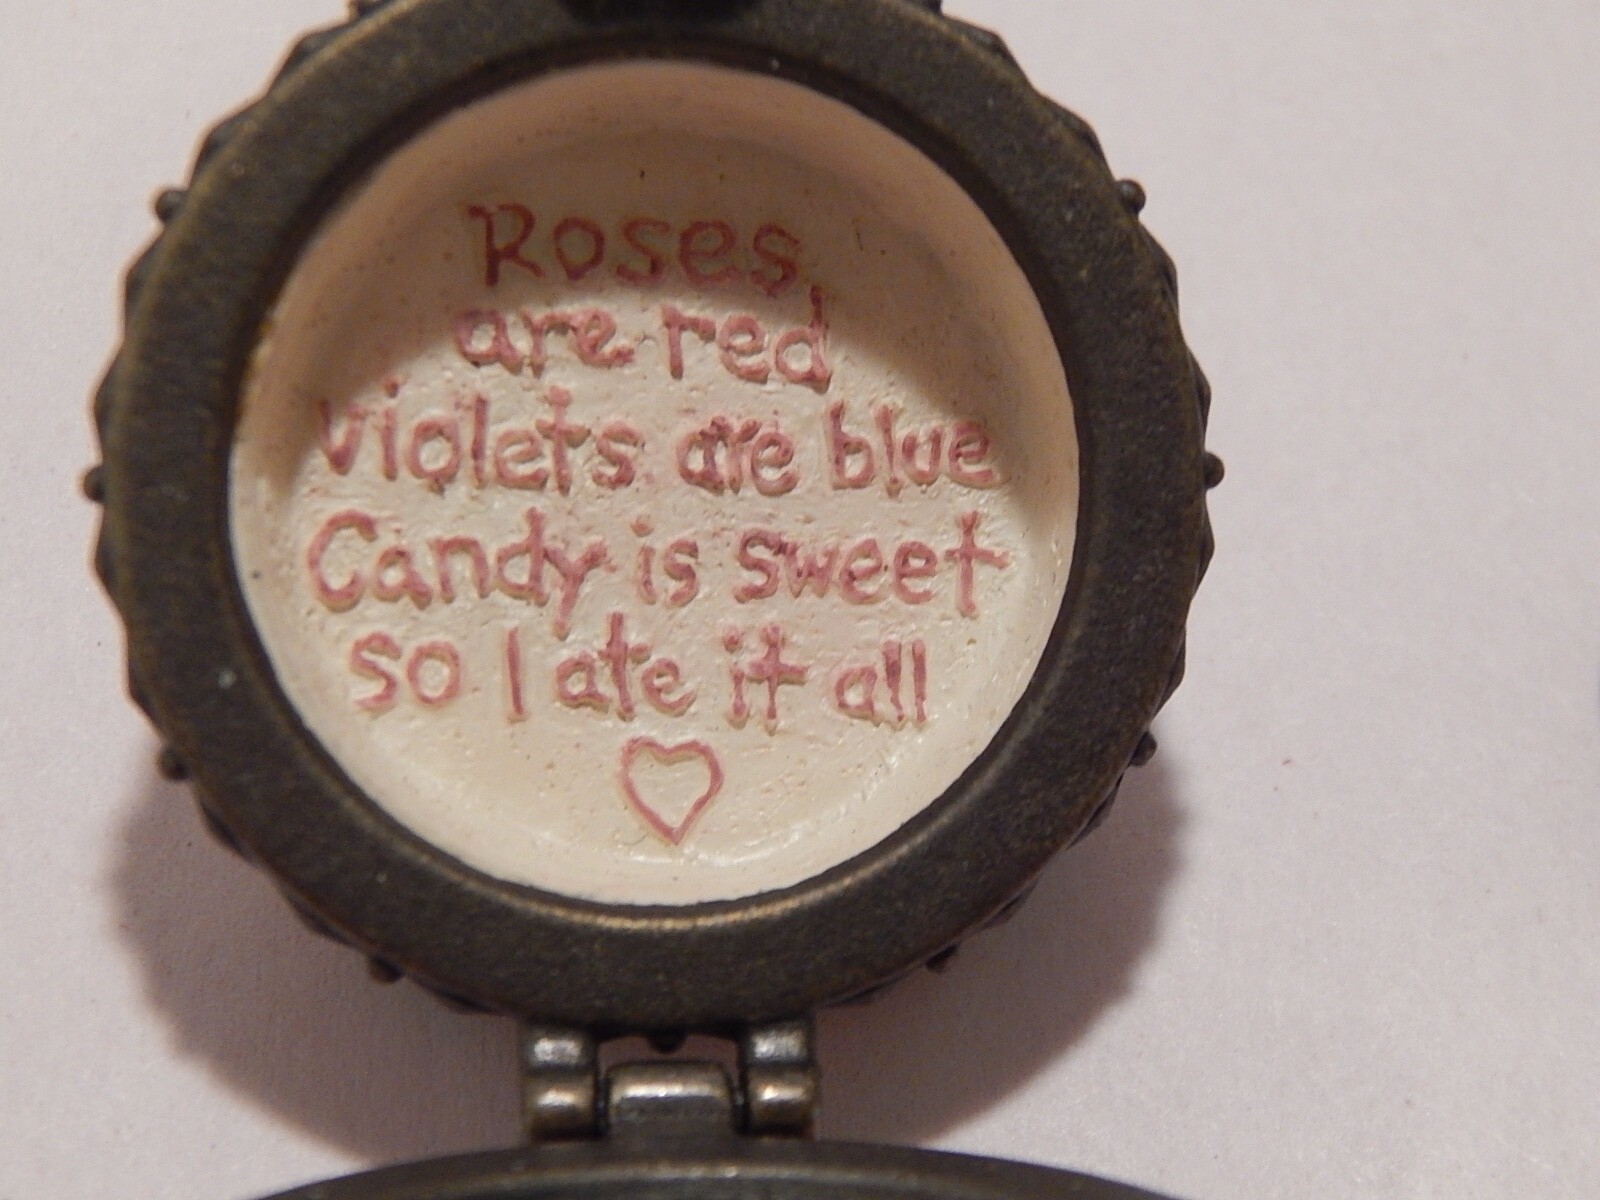 Roses
are red
violets are blue
Candy is sweet
so I ate it all